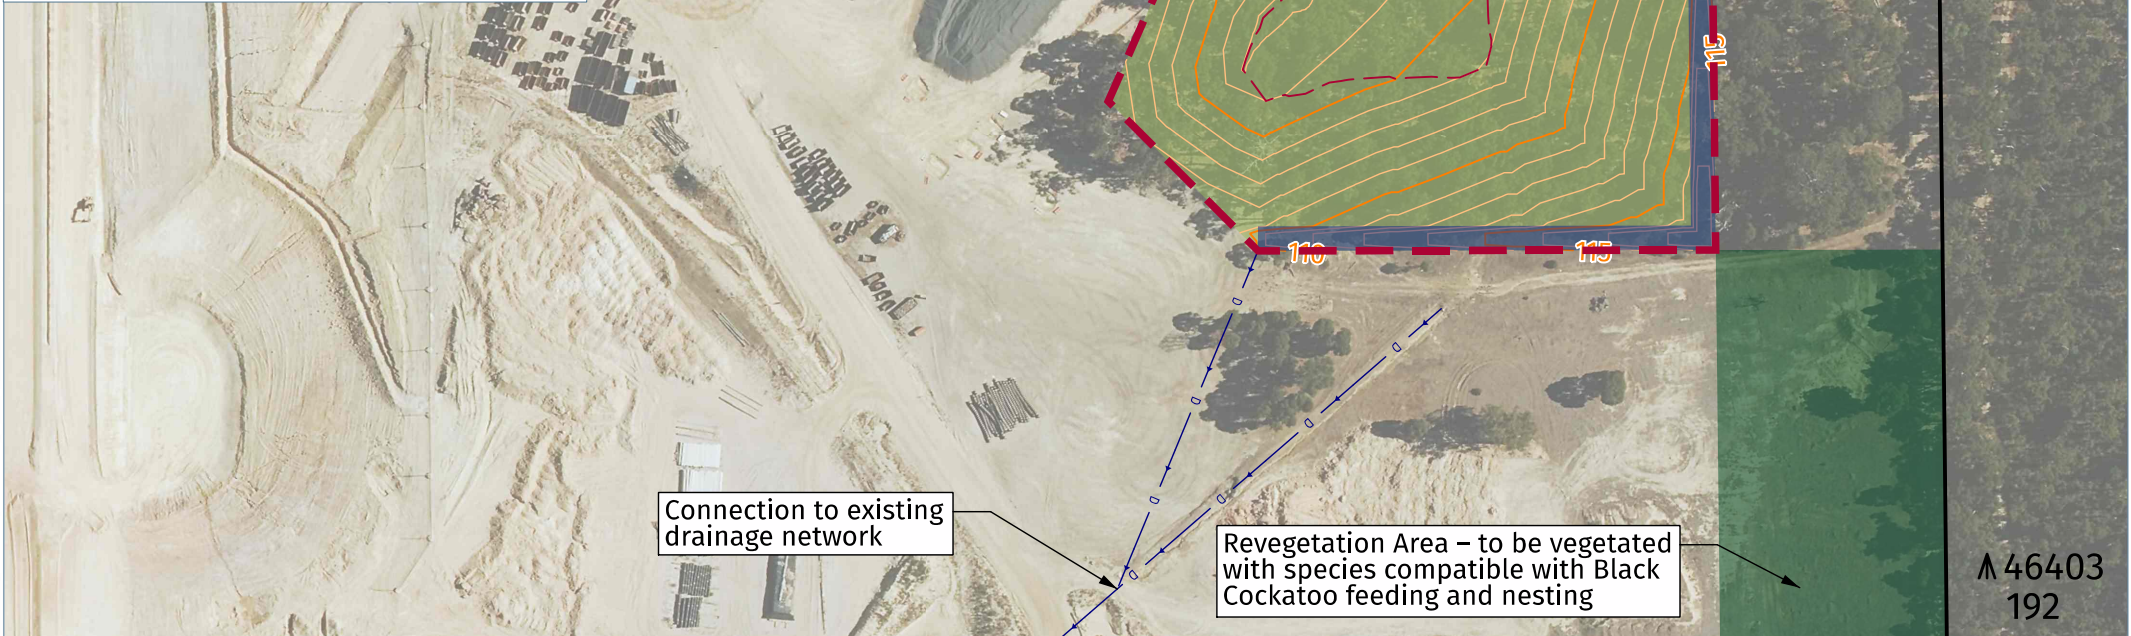 115
110
115
D
D
D
D
D
D
D
Connection to existing
drainage network
Revegetation Area – to be vegetated
with species compatible with Black
Cockatoo feeding and nesting
46403
192